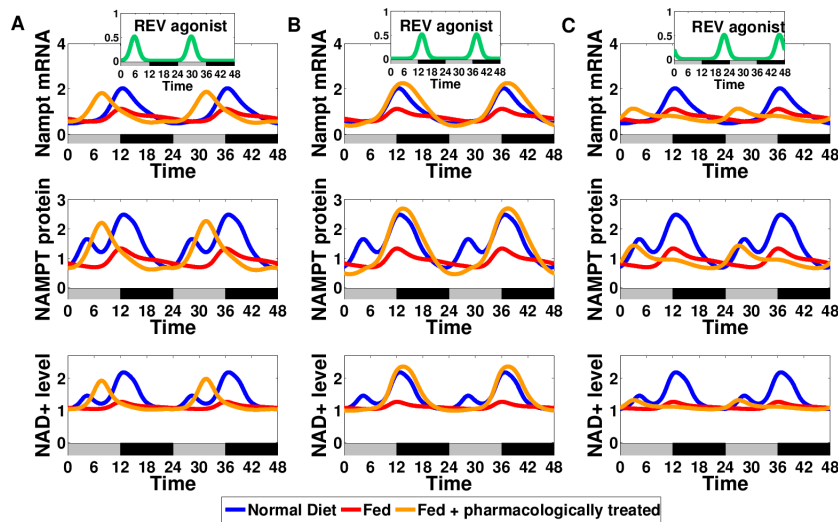 A
REV agonist
1
0.5
0
0 6 12 18 24 30 36 42 48
Time
Nampt mRNA
4
2
0
0 6 12 18 24 30 36 42 48
Time
NAMPT protein
3
2
1
0
0 6 12 18 24 30 36 42 48
Time
NAD+ level
2
1
0
0 6 12 18 24 30 36 42 48
Time
B
REV agonist
1
0.5
0
0 6 12 18 24 30 36 42 48
Time
Nampt mRNA
4
2
0
0 6 12 18 24 30 36 42 48
Time
NAMPT protein
3
2
1
0
0 6 12 18 24 30 36 42 48
Time
NAD+ level
2
1
0
0 6 12 18 24 30 36 42 48
Time
C
REV agonist
1
0.5
0
0 6 12 18 24 30 36 42 48
Time
Nampt mRNA
4
2
0
0 6 12 18 24 30 36 42 48
Time
NAMPT protein
3
2
1
0
0 6 12 18 24 30 36 42 48
Time
NAD+ level
2
1
0
0 6 12 18 24 30 36 42 48
Time
Normal Diet Fed Fed + pharmacologically treated